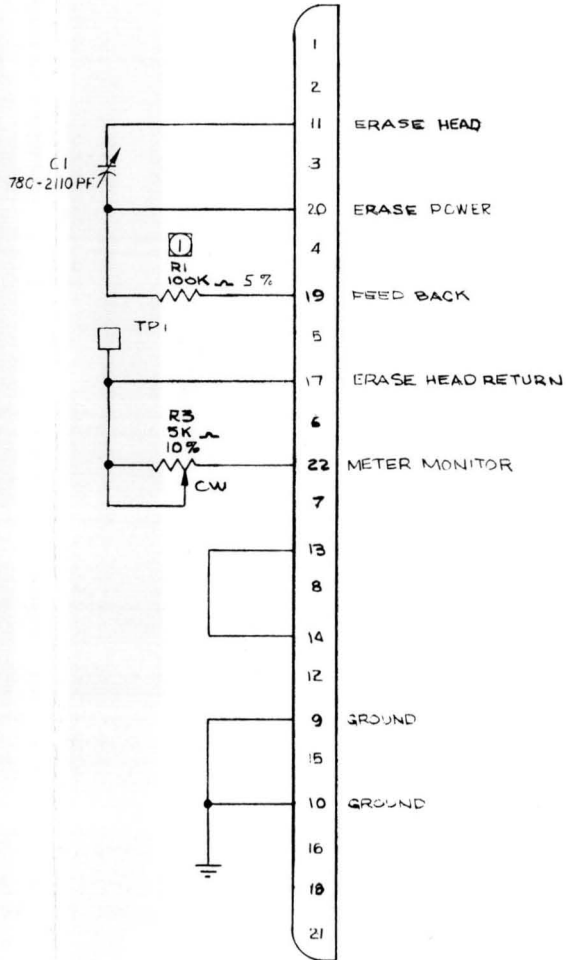 1
2
11 ERASE HEAD
C1
780-2110PF
3
20 ERASE POWER
1
4
R1
100K Ω 5%
19 FEED BACK
TP1
5
17 ERASE HEAD RETURN
R3
5K Ω
10%
6
22 METER MONITOR
CW
7
13
8
14
12
9 GROUND
15
10 GROUND
16
18
21